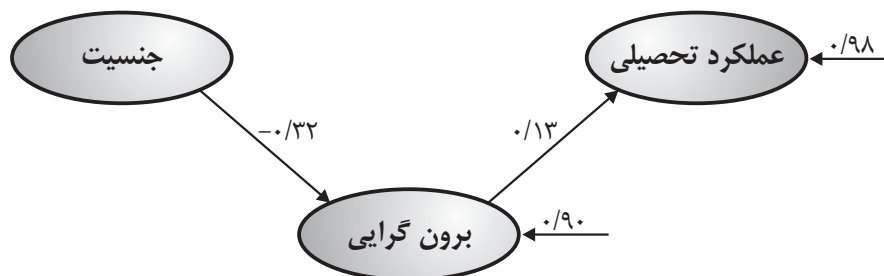 جنسیت
عملکرد تحصیلی
۰/۹۸
-۰/۳۲
۰/۱۳
برون گرایی
۰/۹۰